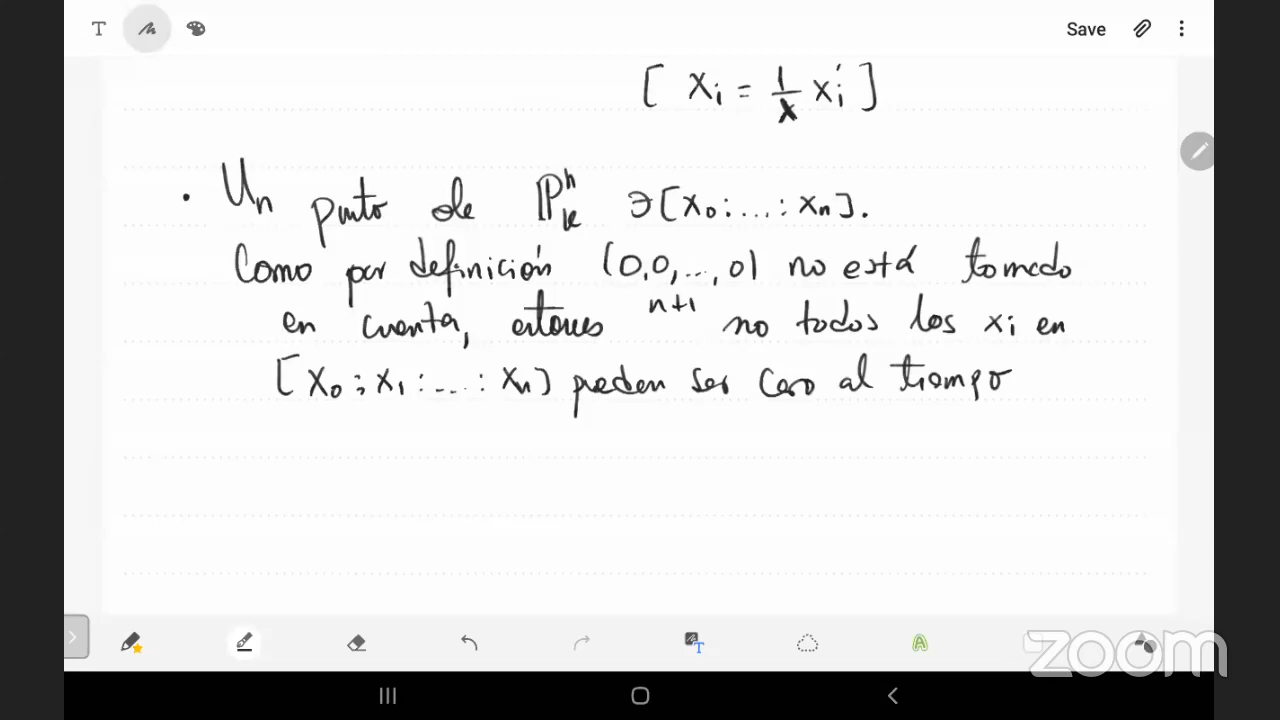 Save
[ Xi = 1/λ Xi' ]
• Un punto de ℙⁿₖ ∋ [X₀:...:Xₙ].
Como por definición (0,0,...,0) no está tomado
n+1
en cuenta, entonces no todos los xi en
[X₀:X₁:...:Xₙ] pueden ser cero al tiempo
zoom